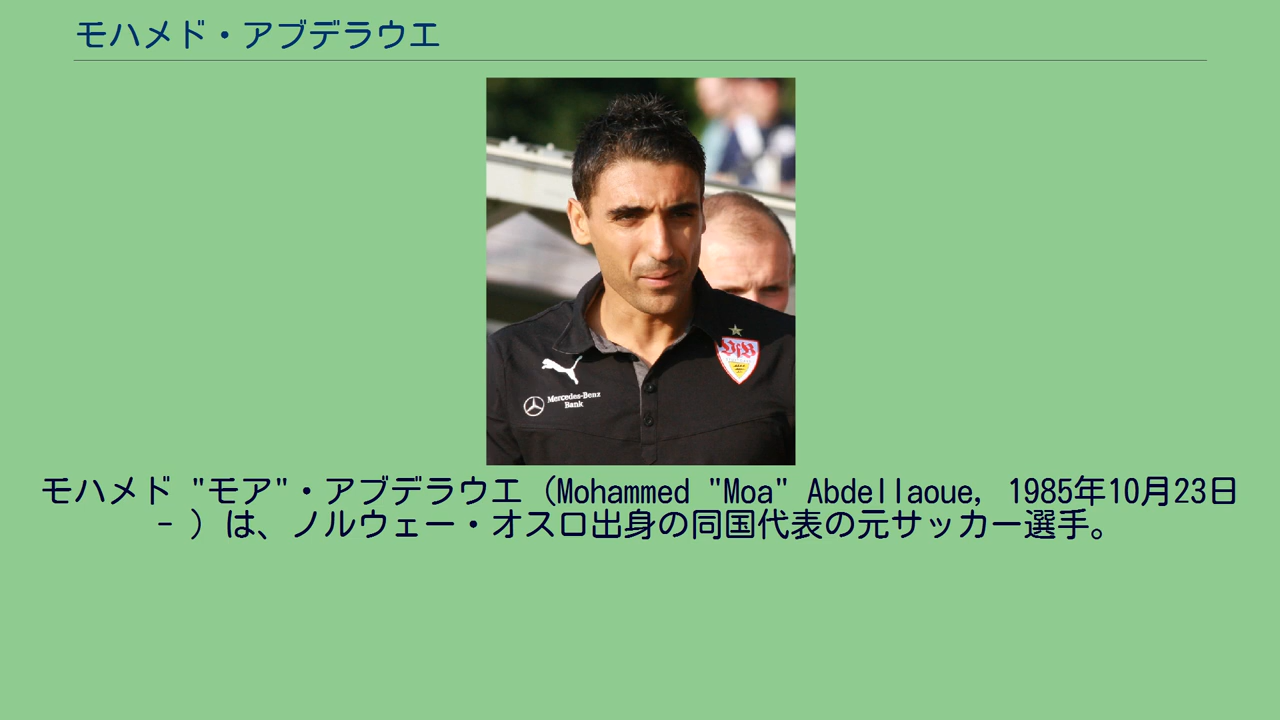 モハメド・アブデラウエ
VfB
Mercedes-Benz
Bank
モハメド "モア"・アブデラウエ（Mohammed "Moa" Abdellaoue, 1985年10月23日
- ）は、ノルウェー・オスロ出身の同国代表の元サッカー選手。